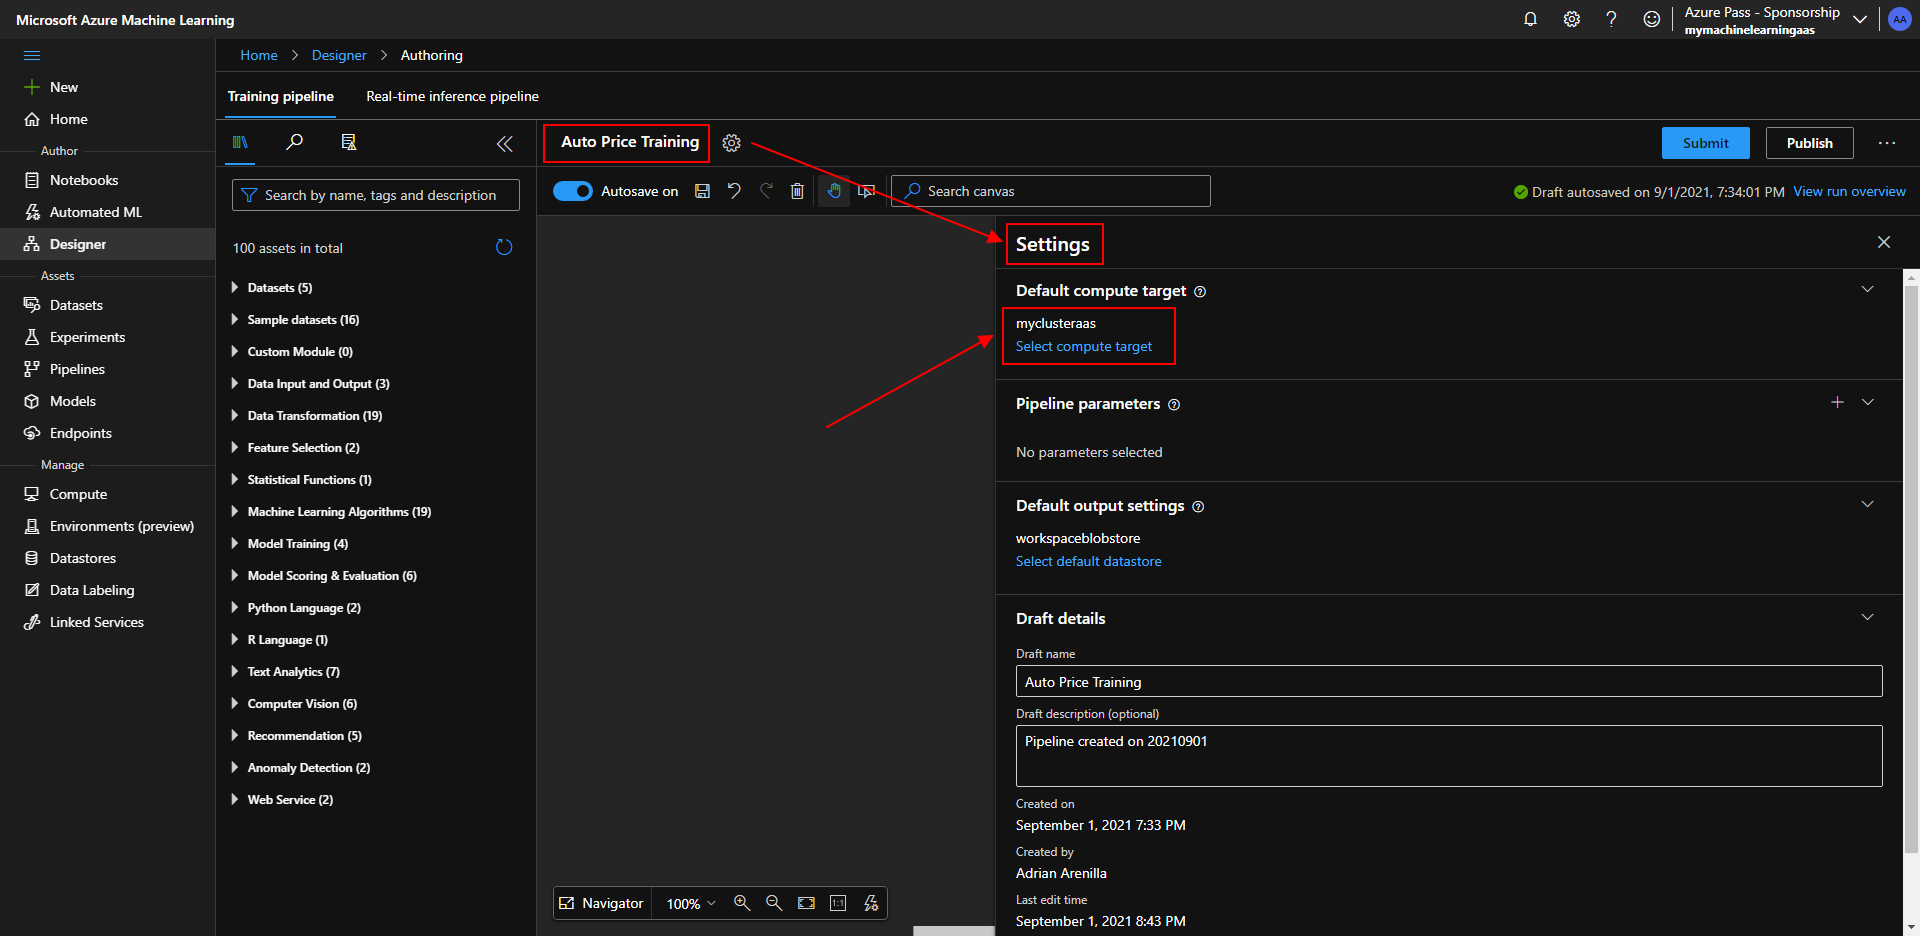 Microsoft Azure Machine Learning
Azure Pass - Sponsorship
mymachinelearningaas
AA
New
Home
Author
Notebooks
Automated ML
Designer
Assets
Datasets
Experiments
Pipelines
Models
Endpoints
Manage
Compute
Environments (preview)
Datastores
Data Labeling
Linked Services
Home > Designer > Authoring
Training pipeline
Real-time inference pipeline
Search by name, tags and description
100 assets in total
Datasets (5)
Sample datasets (16)
Custom Module (0)
Data Input and Output (3)
Data Transformation (19)
Feature Selection (2)
Statistical Functions (1)
Machine Learning Algorithms (19)
Model Training (4)
Model Scoring & Evaluation (6)
Python Language (2)
R Language (1)
Text Analytics (7)
Computer Vision (6)
Recommendation (5)
Anomaly Detection (2)
Web Service (2)
Auto Price Training
Submit
Publish
Autosave on
Search canvas
Draft autosaved on 9/1/2021, 7:34:01 PM
View run overview
Navigator
100%
1:1
Settings
Default compute target
myclusteraas
Select compute target
Pipeline parameters
No parameters selected
Default output settings
workspaceblobstore
Select default datastore
Draft details
Draft name
Auto Price Training
Draft description (optional)
Pipeline created on 20210901
Created on
September 1, 2021 7:33 PM
Created by
Adrian Arenilla
Last edit time
September 1, 2021 8:43 PM